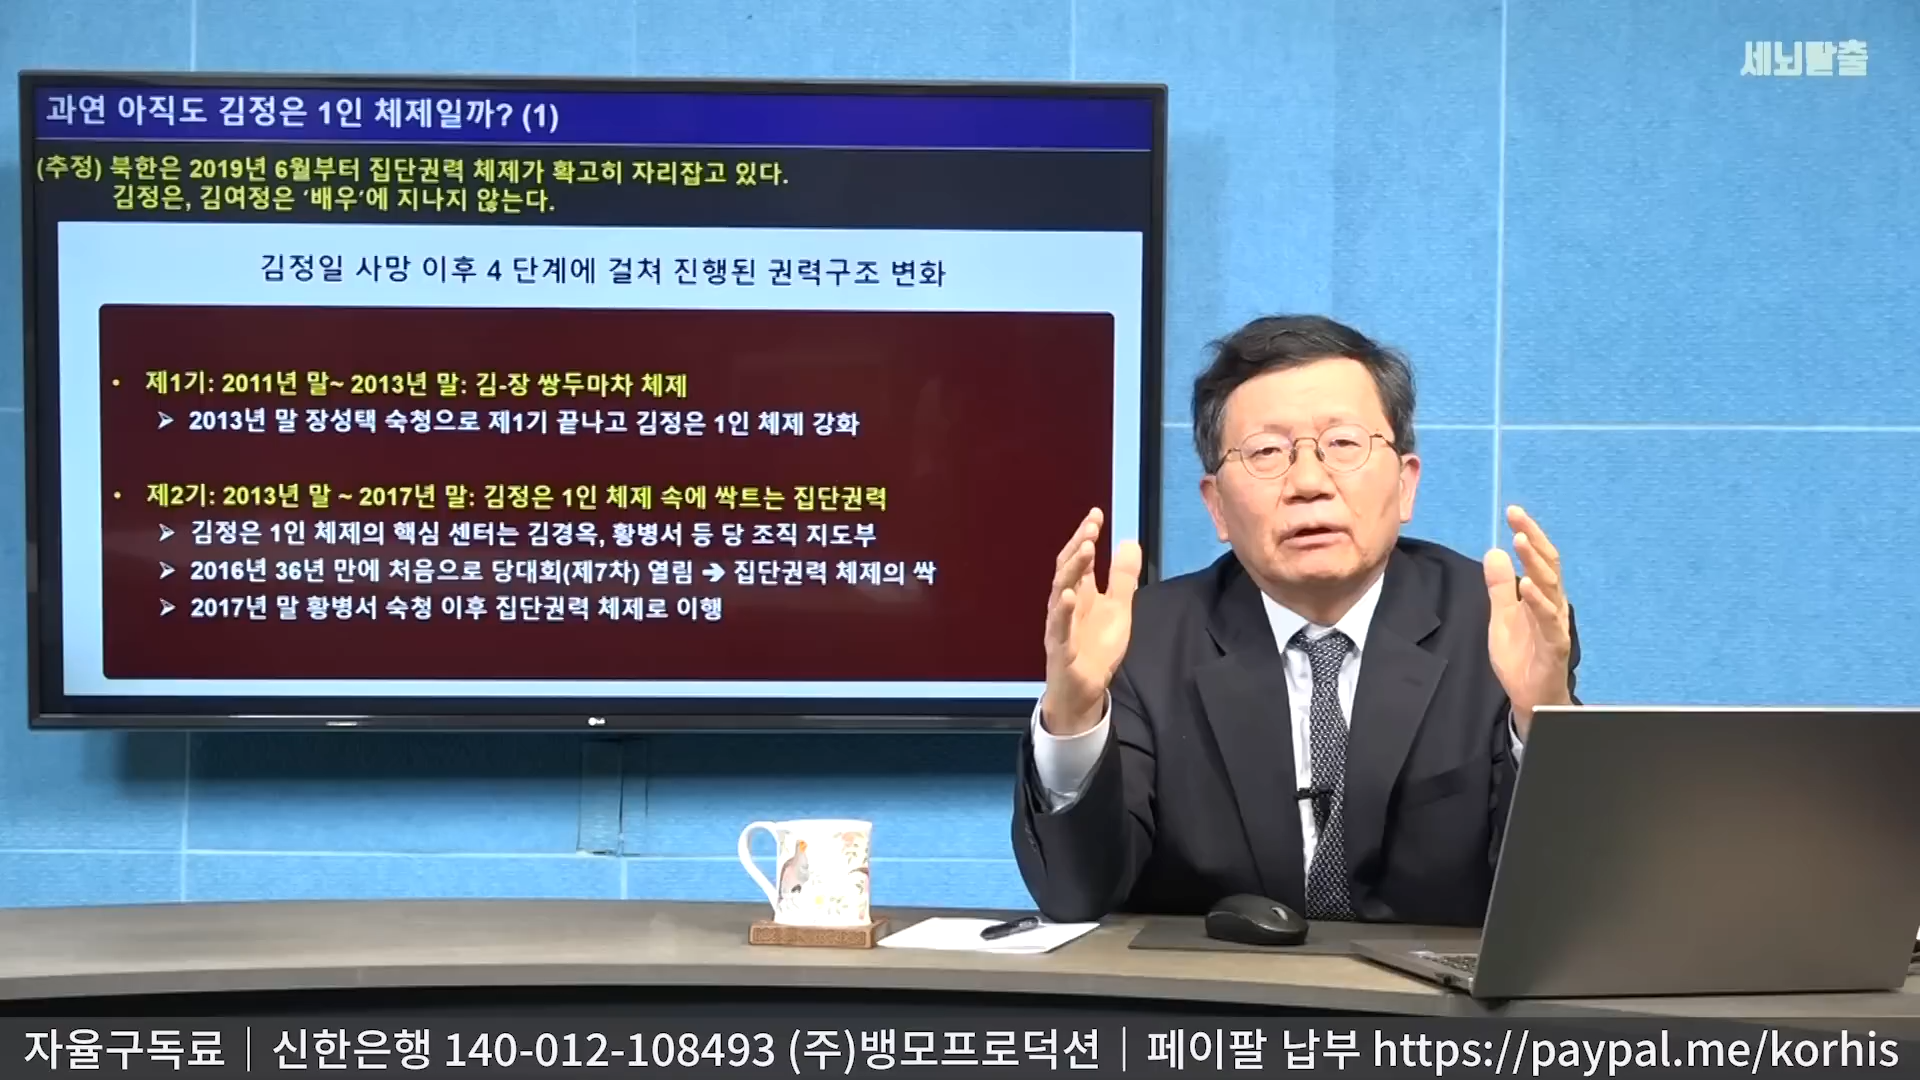 세뇌탈출
과연 아직도 김정은 1인 체제일까? (1)
(추정) 북한은 2019년 6월부터 집단권력 체제가 확고히 자리잡고 있다.
김정은, 김여정은 ‘배우’에 지나지 않는다.
김정일 사망 이후 4 단계에 걸쳐 진행된 권력구조 변화
• 제1기: 2011년 말~ 2013년 말: 김-장 쌍두마차 체제
➢ 2013년 말 장성택 숙청으로 제1기 끝나고 김정은 1인 체제 강화
• 제2기: 2013년 말 ~ 2017년 말: 김정은 1인 체제 속에 싹트는 집단권력
➢ 김정은 1인 체제의 핵심 센터는 김경옥, 황병서 등 당 조직 지도부
➢ 2016년 36년 만에 처음으로 당대회(제7차) 열림 ➔ 집단권력 체제의 싹
➢ 2017년 말 황병서 숙청 이후 집단권력 체제로 이행
LG
자율구독료｜신한은행 140-012-108493 (주)뱅모프로덕션｜페이팔 납부 https://paypal.me/korhis